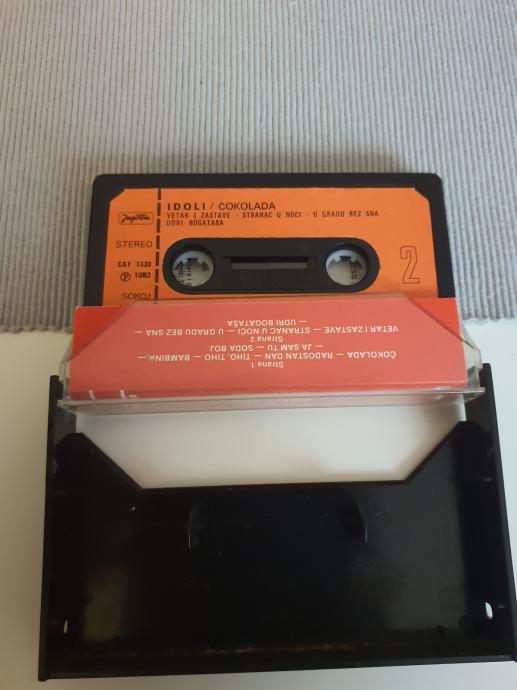 IDOLI / ČOKOLADA
VETAR I ZASTAVE - STRANAC U NOĆI - U GRADU BEZ SNA -
UDRI BOGATAŠA
Jugoton
STEREO
CAY 1330
Ⓟ 1983
SOKOJ
2
Strana 1
ČOKOLADA — RADOSTAN DAN — TIHO, TIHO — BAMBINA —
— JA SAM TU — SODA BOJ
Strana 2
VETAR I ZASTAVE — STRANAC U NOĆI — U GRADU BEZ SNA —
— UDRI BOGATAŠA